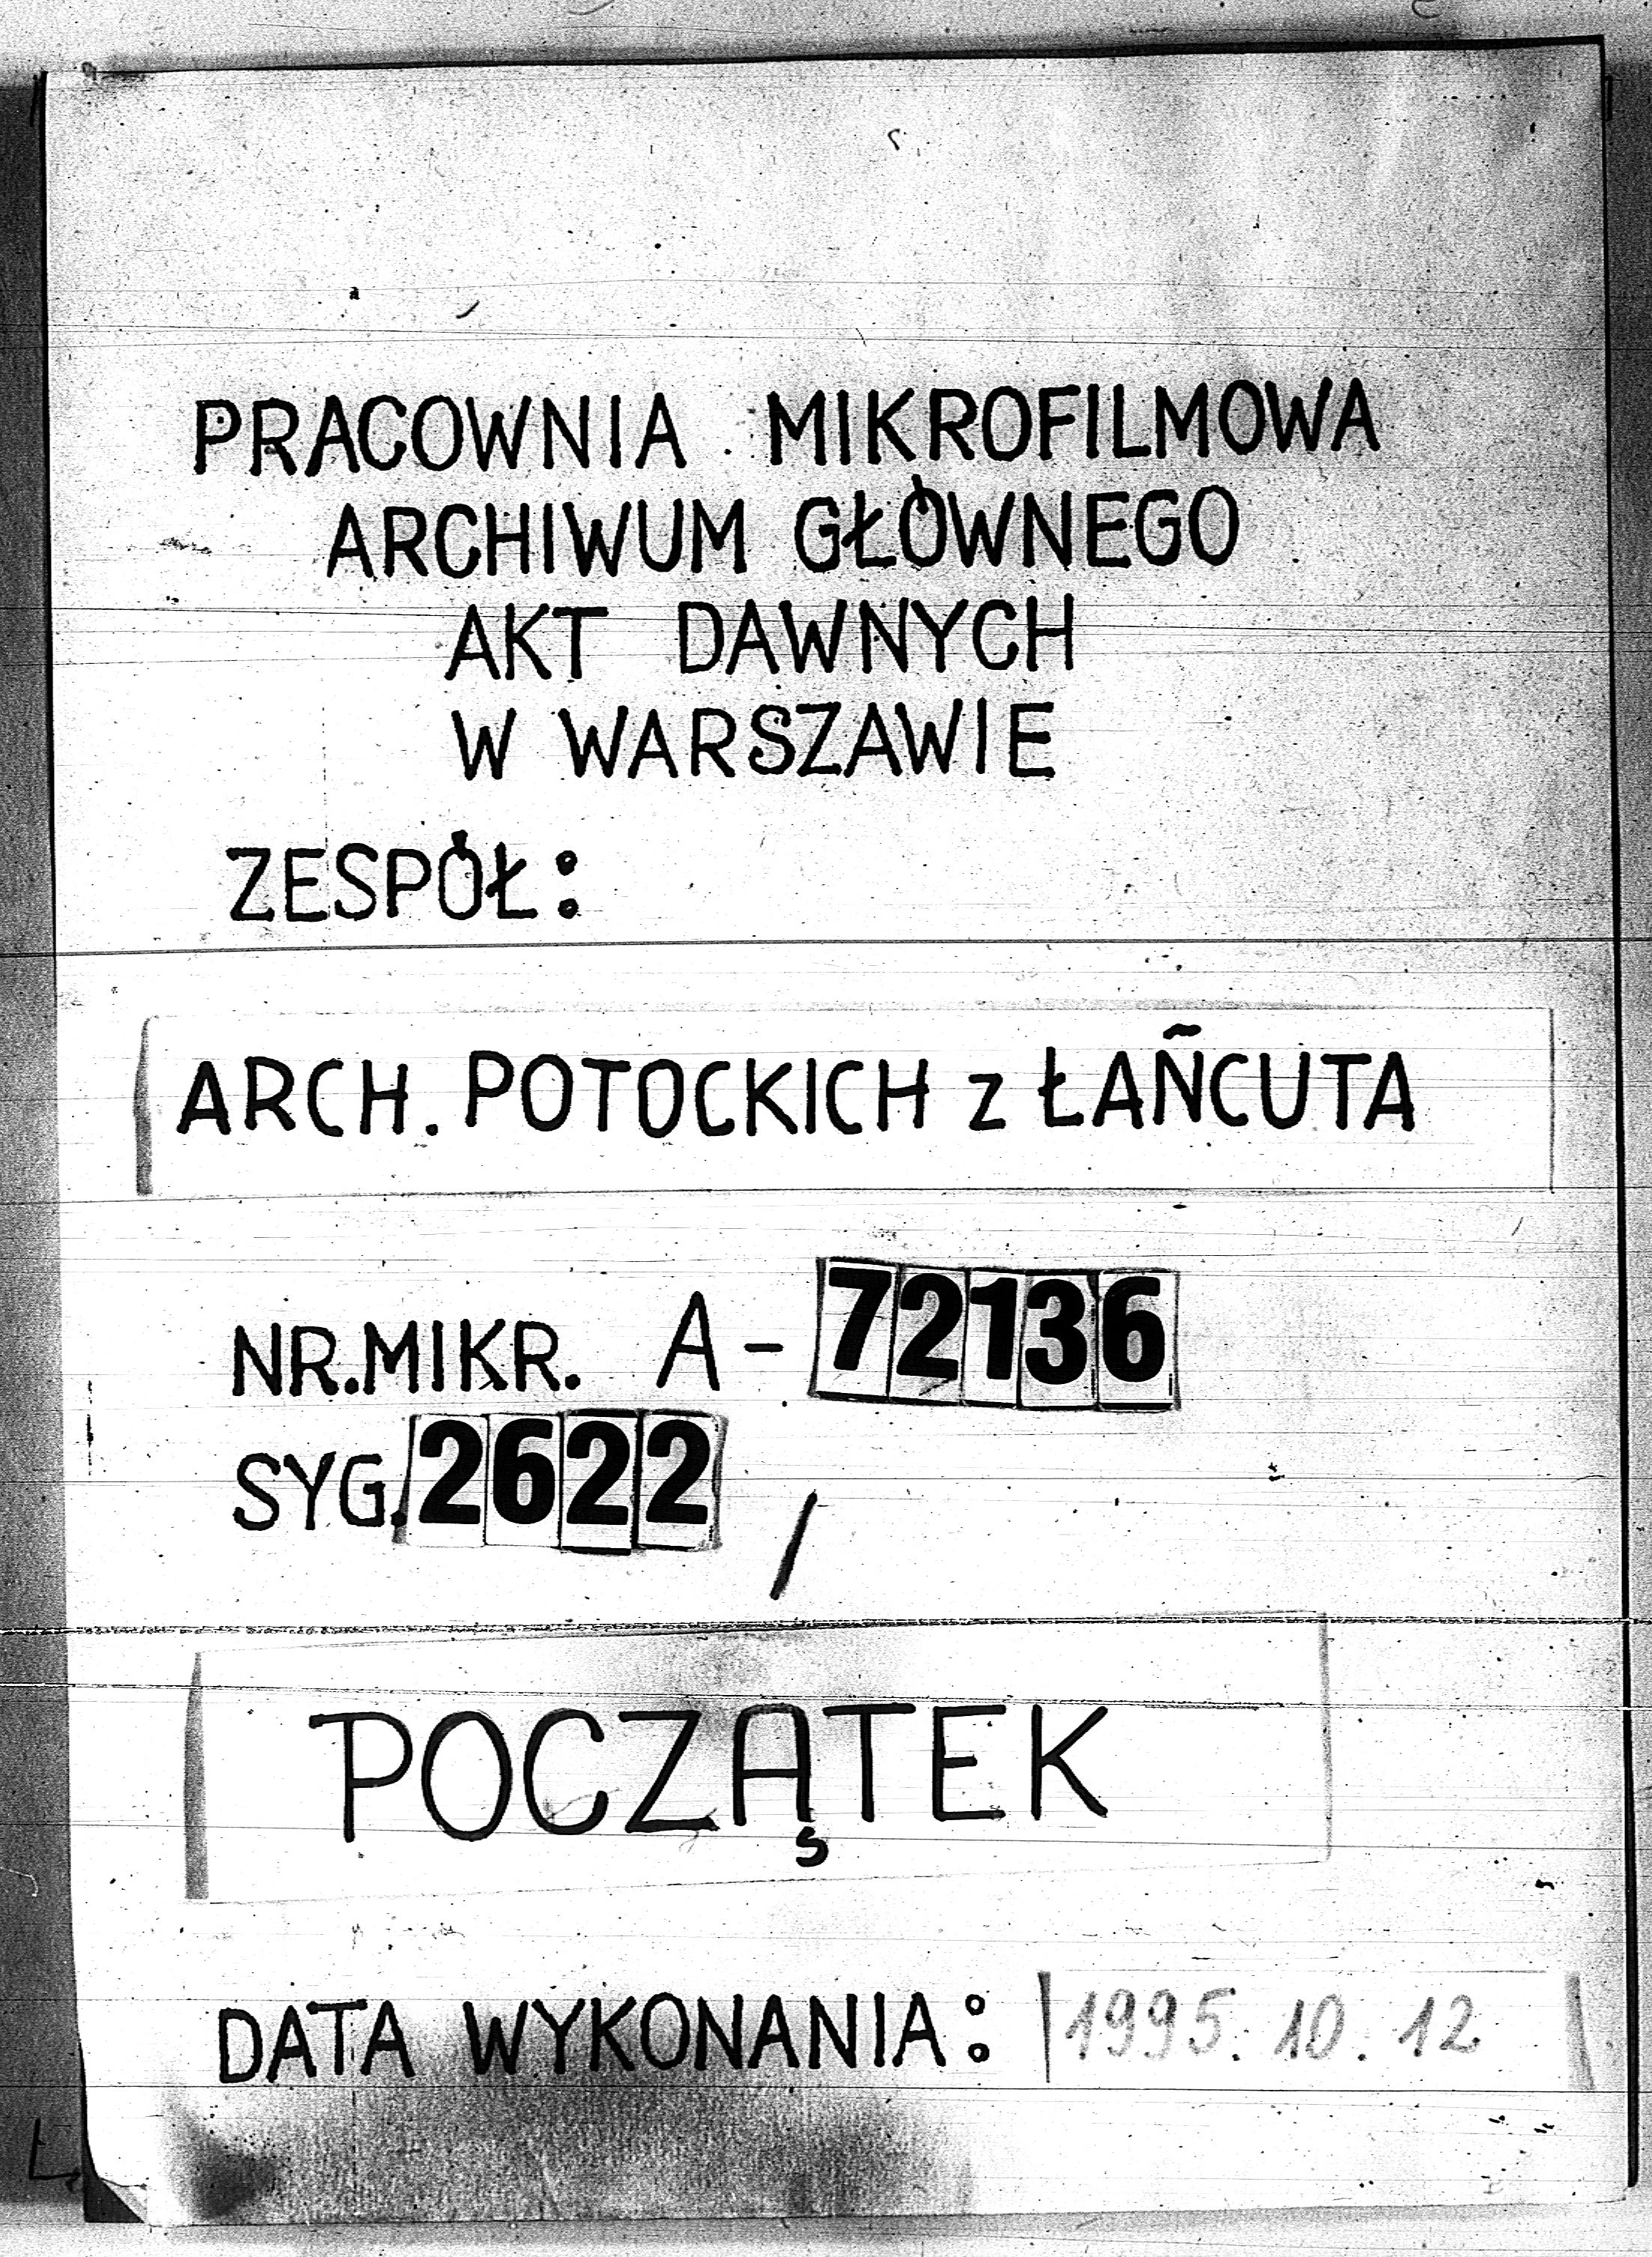 PRACOWNIA MIKROFILMOWA
ARCHIWUM GŁÓWNEGO
AKT DAWNYCH
W WARSZAWIE
ZESPÓŁ:
ARCH. POTOCKICH z ŁAŃCUTA
NR.MIKR. A-72136
SYG.2622 /
POCZĄTEK
DATA WYKONANIA: 1995.10.12